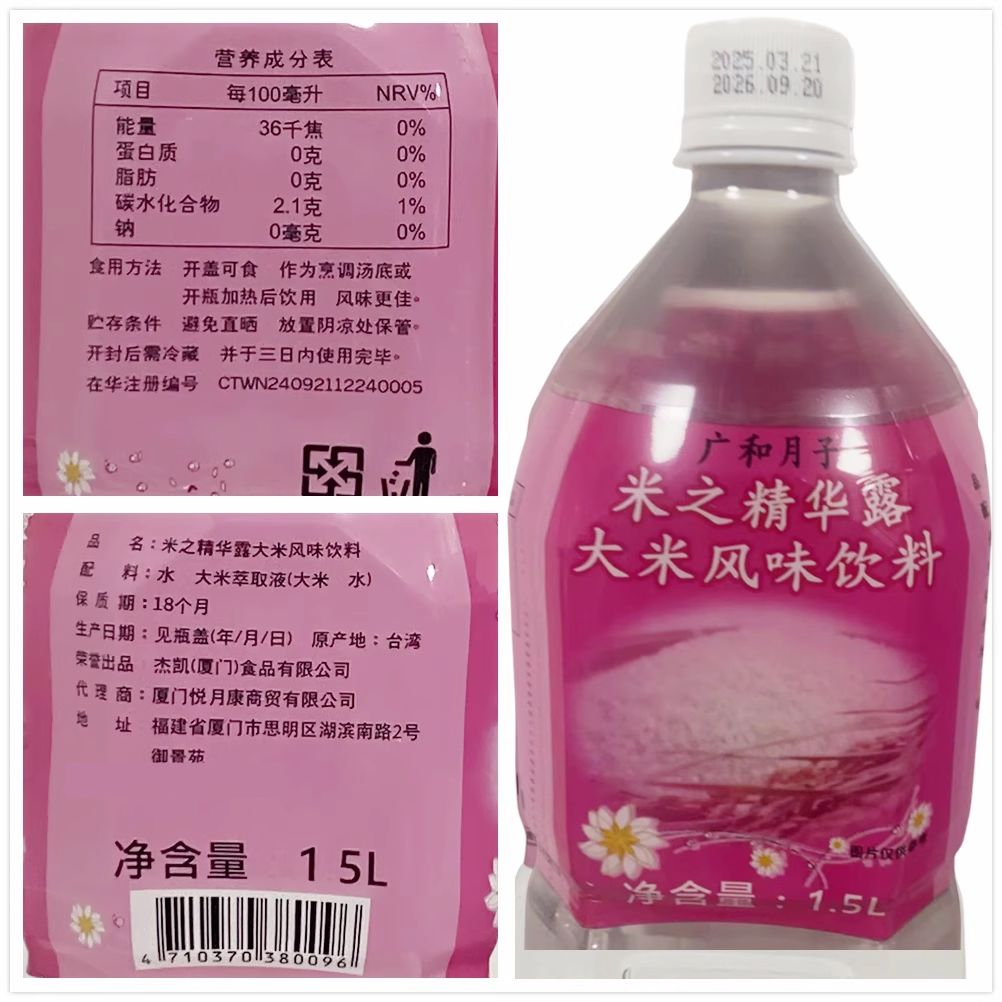 营养成分表
项目 每100毫升 NRV%
能量 36千焦 0%
蛋白质 0克 0%
脂肪 0克 0%
碳水化合物 2.1克 1%
钠 0毫克 0%
食用方法 开盖可食 作为烹调汤底或
开瓶加热后饮用 风味更佳。
贮存条件 避免直晒 放置阴凉处保管。
开封后需冷藏 并于三日内使用完毕。
在华注册编号 CTWN24092112240005
品 名:米之精华露大米风味饮料
配 料:水 大米萃取液(大米 水)
保质期:18个月
生产日期:见瓶盖(年/月/日) 原产地:台湾
荣誉出品 杰凯(厦门)食品有限公司
代理商:厦门悦月康商贸有限公司
地 址 福建省厦门市思明区湖滨南路2号
御景苑
净含量 1 5L
4 710370 380096
2025.03.21
2026.09.20
广和月子
米之精华露
大米风味饮料
图片仅供参考
净含量:1.5L